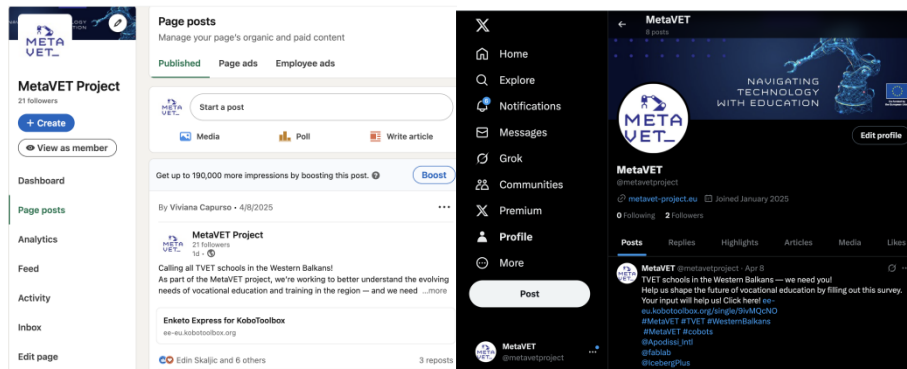 META
VET_
MetaVET Project
21 followers
+ Create
View as member
Dashboard
Page posts
Analytics
Feed
Activity
Inbox
Edit page
Page posts
Manage your page's organic and paid content
Published Page ads Employee ads
META
VET_
Start a post
Media Poll Write article
Get up to 190,000 more impressions by boosting this post.
Boost
By Viviana Capurso • 4/8/2025
META
VET_
MetaVET Project
21 followers
1d •
Calling all TVET schools in the Western Balkans!
As part of the MetaVET project, we're working to better understand the evolving
needs of vocational education and training in the region — and we need ...more
Enketo Express for KoboToolbox
ee-eu.kobotoolbox.org
Edin Skaljic and 6 others 3 reposts
Home
Explore
Notifications
Messages
Grok
Communities
Premium
Profile
More
Post
MetaVET
@metavetproject
MetaVET
8 posts
NAVIGATING
TECHNOLOGY
WITH EDUCATION
META
VET_
Edit profile
MetaVET
@metavetproject
metavet-project.eu Joined January 2025
0 Following 2 Followers
Posts Replies Highlights Articles Media Likes
MetaVET @metavetproject · Apr 8
TVET schools in the Western Balkans — we need you!
Help us shape the future of vocational education by filling out this survey.
Your input will help us! Click here! ee-
eu.kobotoolbox.org/single/9ivMQcNO
#MetaVET #TVET #WesternBalkans
#MetaVET #cobots
@Apodissi_intl
@fablab
@IcebergPlus